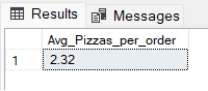 Results Messages
Avg_Pizzas_per_order
1 2.32